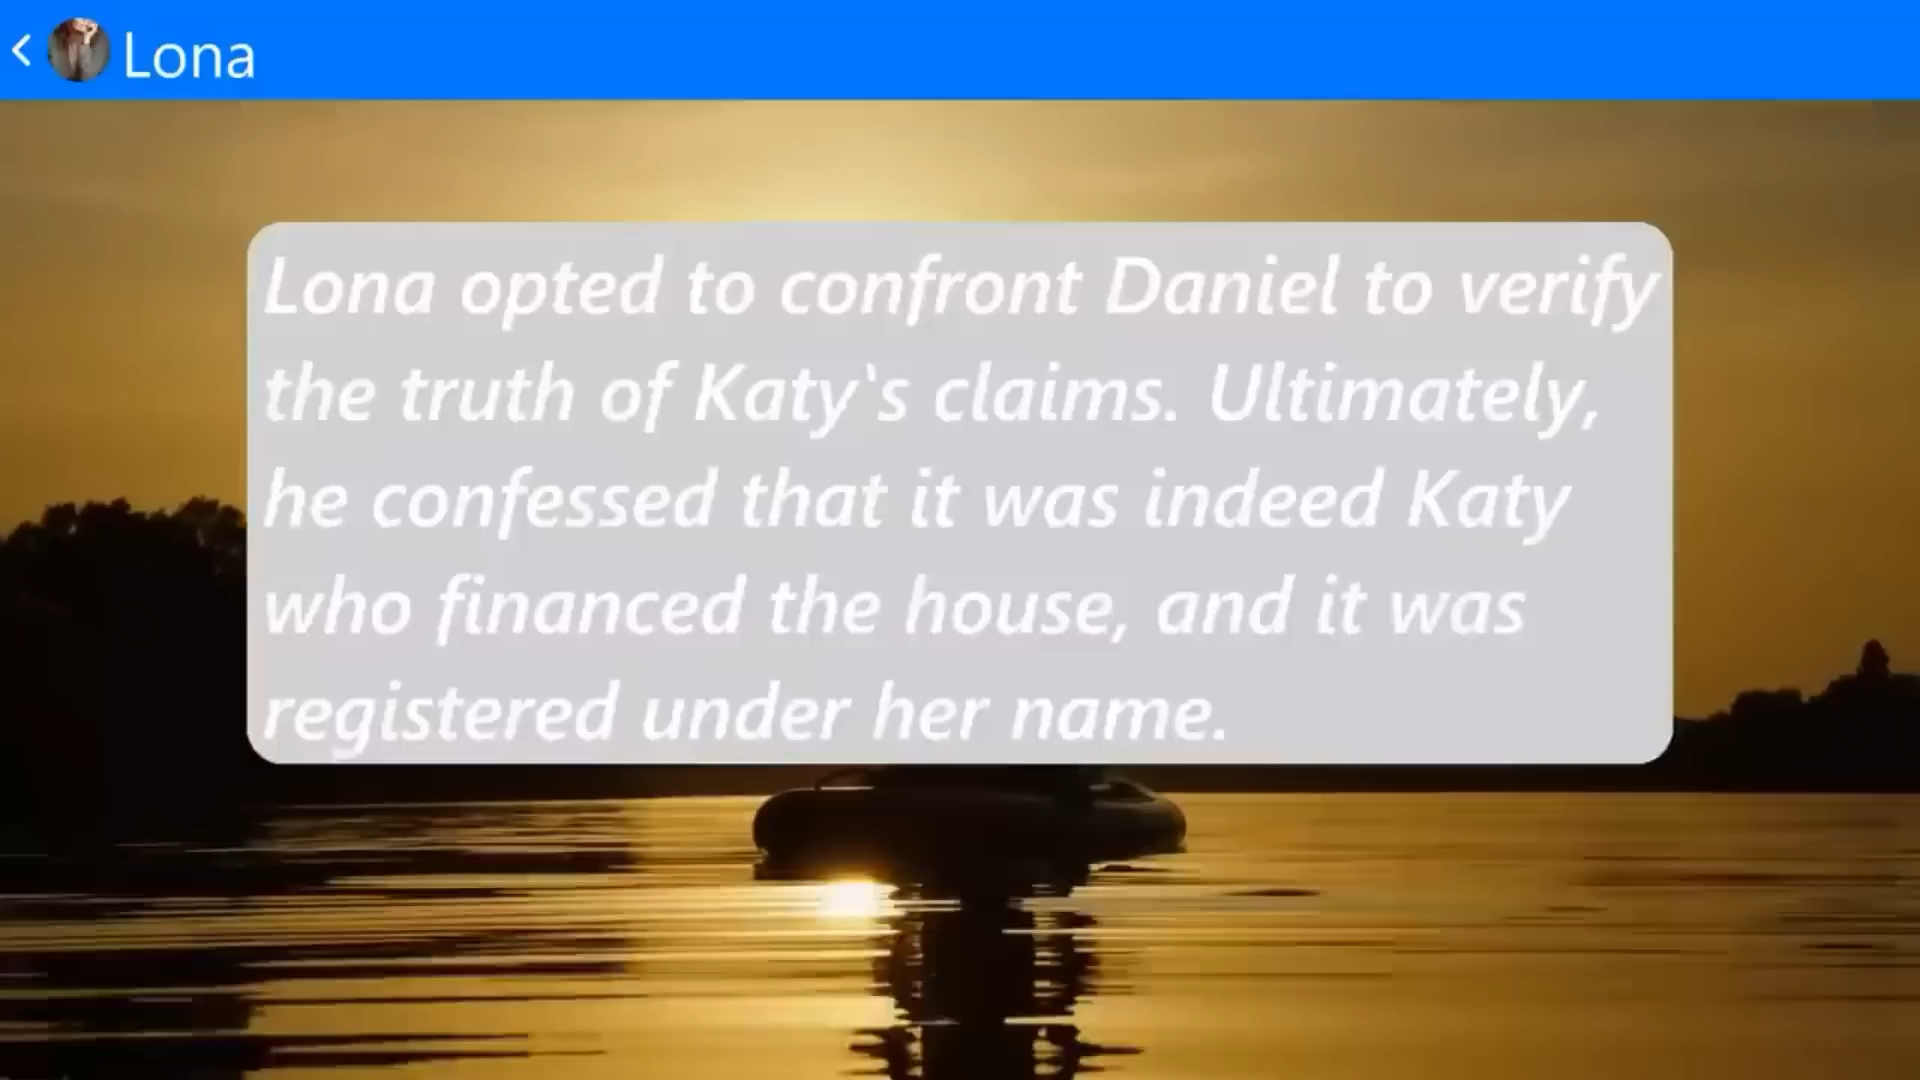 Lona
Lona opted to confront Daniel to verify
the truth of Katy`s claims. Ultimately,
he confessed that it was indeed Katy
who financed the house, and it was
registered under her name.